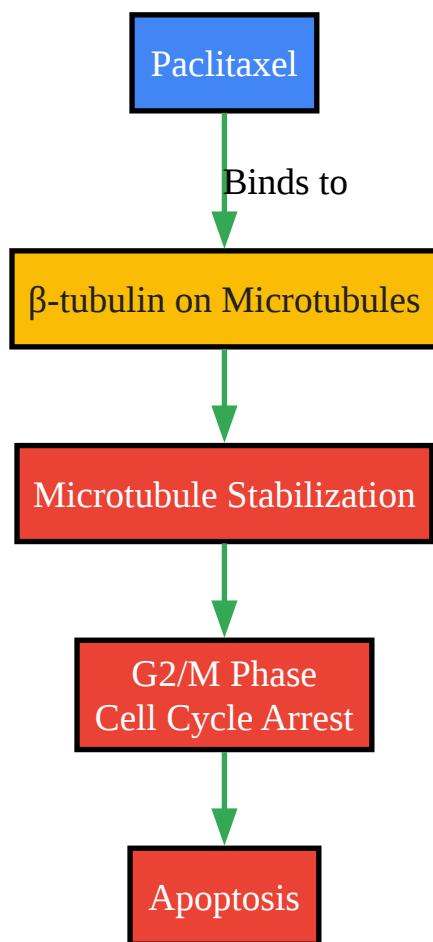 Paclitaxel
Binds to
β-tubulin on Microtubules
Microtubule Stabilization
G2/M Phase
Cell Cycle Arrest
Apoptosis